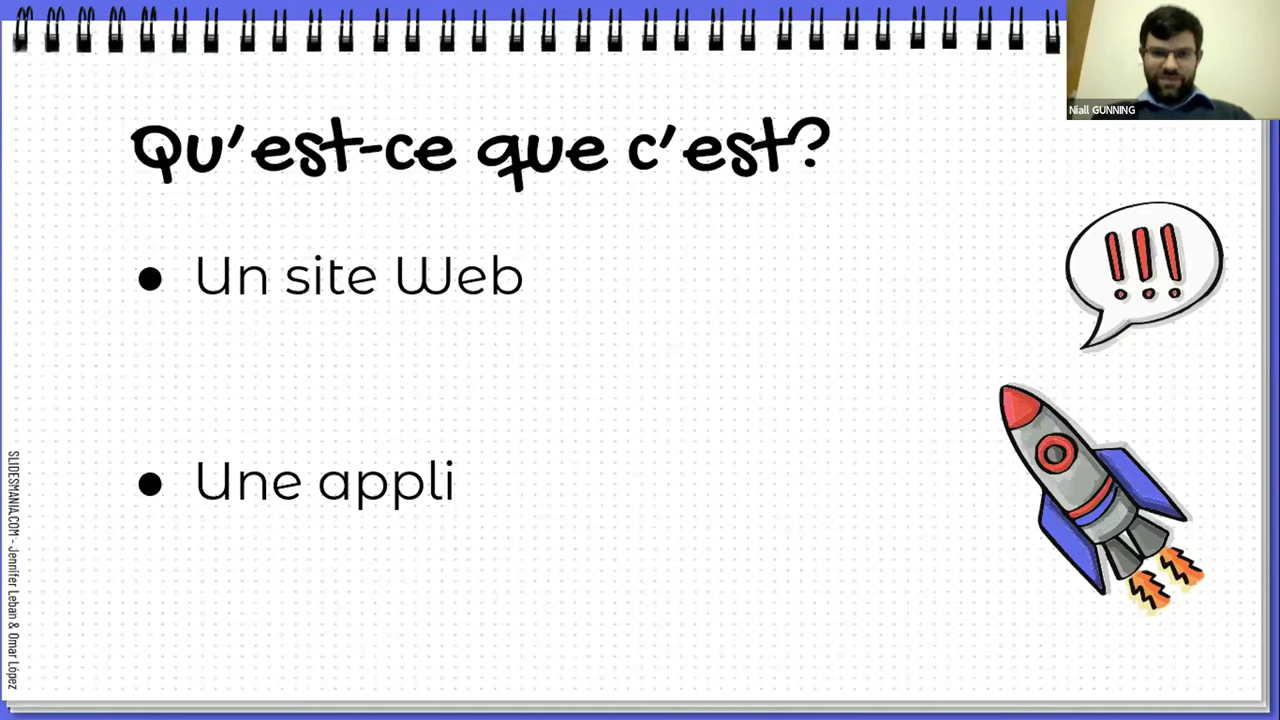 Niall GUNNING
Qu'est-ce que c'est?
!!!
● Un site Web
● Une appli
SLIDESMANIA.COM - Jennifer Leban & Omar López